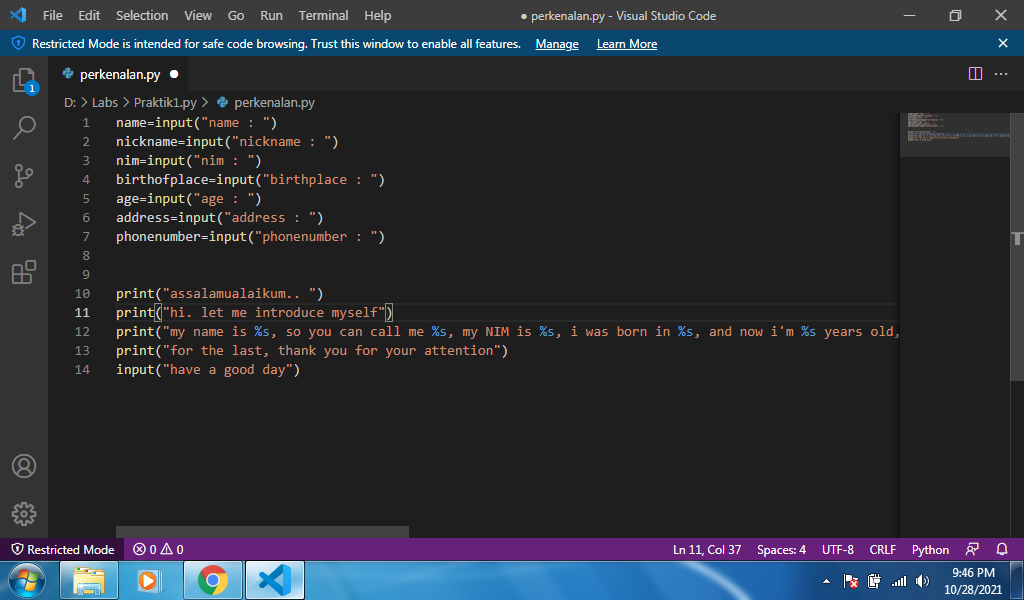 File Edit Selection View Go Run Terminal Help ● perkenalan.py - Visual Studio Code
Restricted Mode is intended for safe code browsing. Trust this window to enable all features. Manage Learn More
perkenalan.py ●
1
D: > Labs > Praktik1.py > perkenalan.py
1 name=input("name : ")
2 nickname=input("nickname : ")
3 nim=input("nim : ")
4 birthofplace=input("birthplace : ")
5 age=input("age : ")
6 address=input("address : ")
7 phonenumber=input("phonenumber : ")
8
9
10 print("assalamualaikum.. ")
11 print("hi. let me introduce myself")
12 print("my name is %s, so you can call me %s, my NIM is %s, i was born in %s, and now i'm %s years old,
13 print("for the last, thank you for your attention")
14 input("have a good day")
Restricted Mode 0 0 Ln 11, Col 37 Spaces: 4 UTF-8 CRLF Python
9:46 PM
10/28/2021